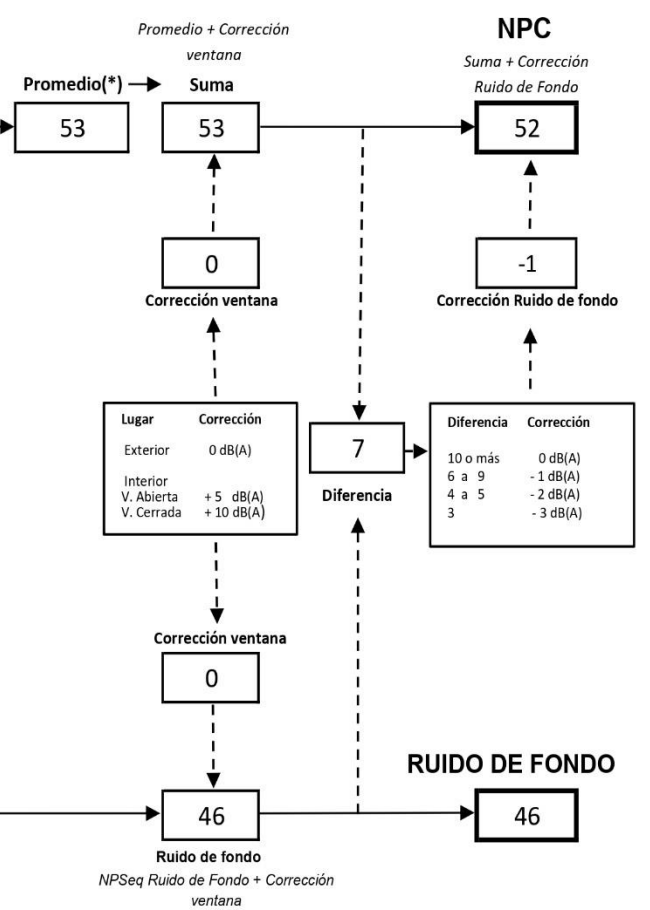 Promedio + Corrección
ventana
NPC
Suma + Corrección
Ruido de Fondo
Promedio(*)
Suma
53
53
52
0
Corrección ventana
-1
Corrección Ruido de fondo
Lugar Corrección
Exterior 0 dB(A)
Interior
V. Abierta + 5 dB(A)
V. Cerrada + 10 dB(A)
7
Diferencia
Diferencia Corrección
10 o más 0 dB(A)
6 a 9 - 1 dB(A)
4 a 5 - 2 dB(A)
3 - 3 dB(A)
Corrección ventana
0
RUIDO DE FONDO
46
46
Ruido de fondo
NPSeq Ruido de Fondo + Corrección
ventana